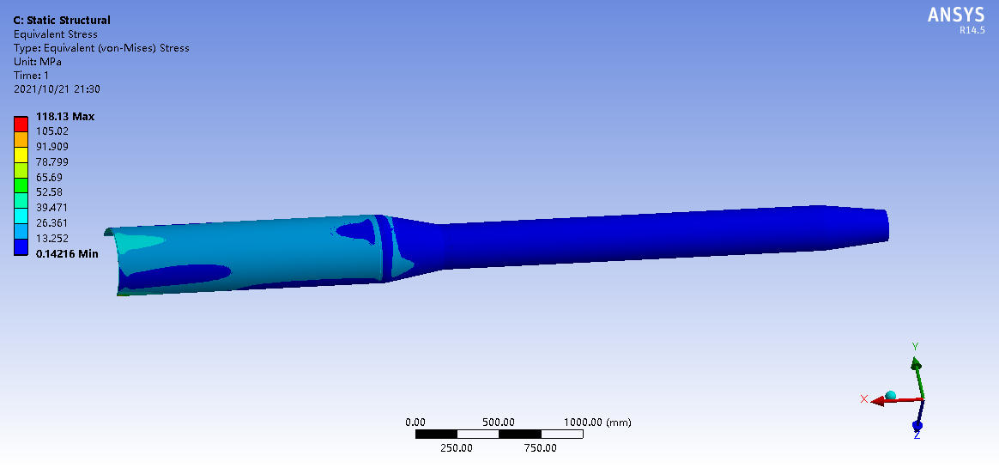 C: Static Structural
Equivalent Stress
Type: Equivalent (von-Mises) Stress
Unit: MPa
Time: 1
2021/10/21 21:30
ANSYS
R14.5
118.13 Max
105.02
91.909
78.799
65.69
52.58
39.471
26.361
13.252
0.14216 Min
Y
X
Z
0.00 500.00 1000.00 (mm)
250.00 750.00